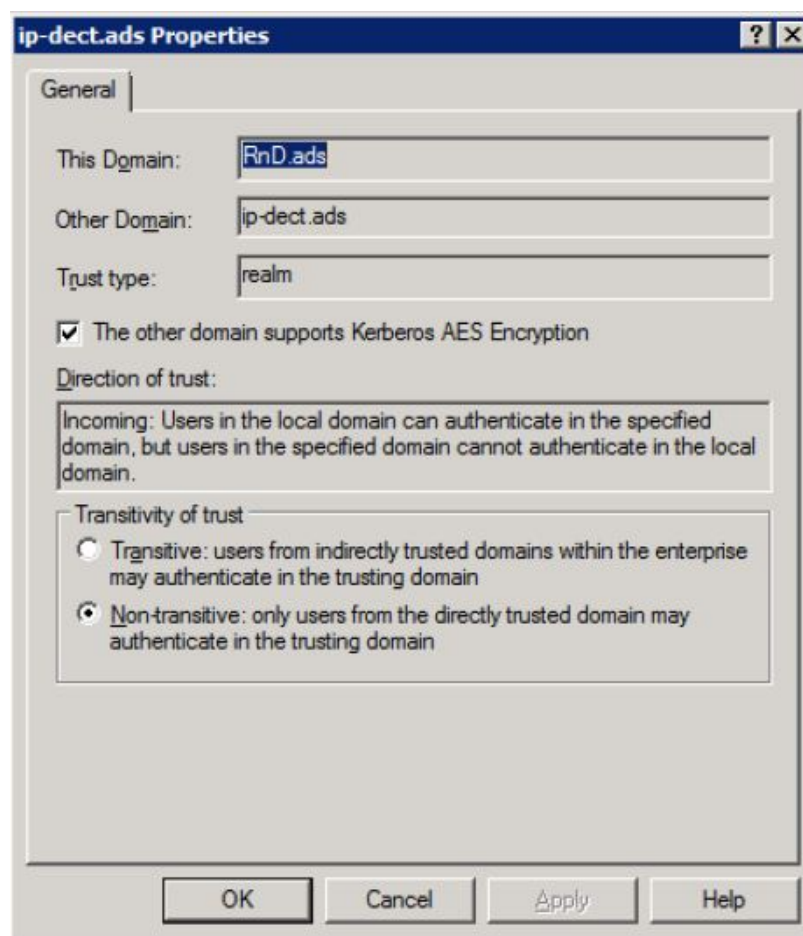 ip-dect.ads Properties
General
This Domain: RnD.ads
Other Domain: ip-dect.ads
Trust type: realm
The other domain supports Kerberos AES Encryption
Direction of trust:
Incoming: Users in the local domain can authenticate in the specified
domain, but users in the specified domain cannot authenticate in the local
domain.
Transitivity of trust
Transitive: users from indirectly trusted domains within the enterprise
may authenticate in the trusting domain
Non-transitive: only users from the directly trusted domain may
authenticate in the trusting domain
OK Cancel Apply Help